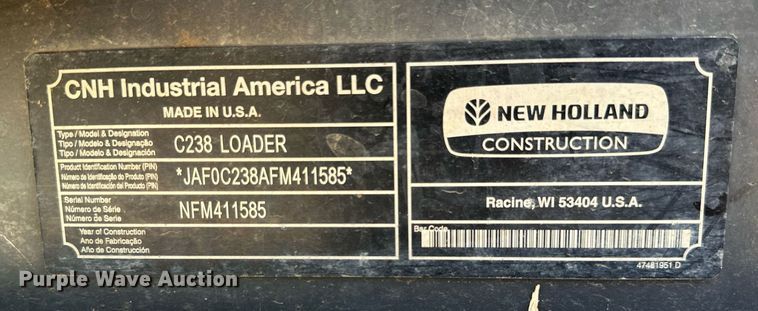 CNH Industrial America LLC
MADE IN U.S.A.
Type / Model & Designation
Tipo / Modelo & Designação
Tipo / Modelo & Designación
C238 LOADER
Product Identification Number (PIN)
Número de Identificação do Produto (PIN)
Número de Identificación del Producto (PIN)
*JAF0C238AFM411585*
Serial Number
Número de Série
Número de Serie
NFM411585
Year of Construction
Ano de Fabricação
Año de Construcción
NEW HOLLAND
CONSTRUCTION
Racine, WI 53404 U.S.A.
Bar Code
47481951 D
Purple Wave Auction